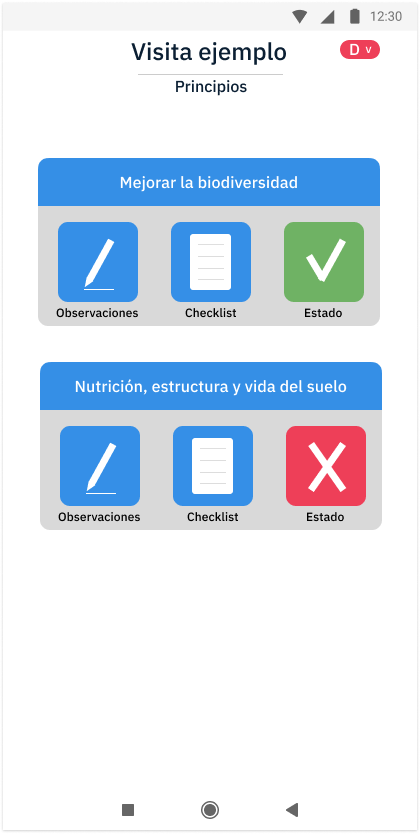 12:30
Visita ejemplo
D v
Principios
Mejorar la biodiversidad
Observaciones Checklist Estado
Nutrición, estructura y vida del suelo
Observaciones Checklist Estado